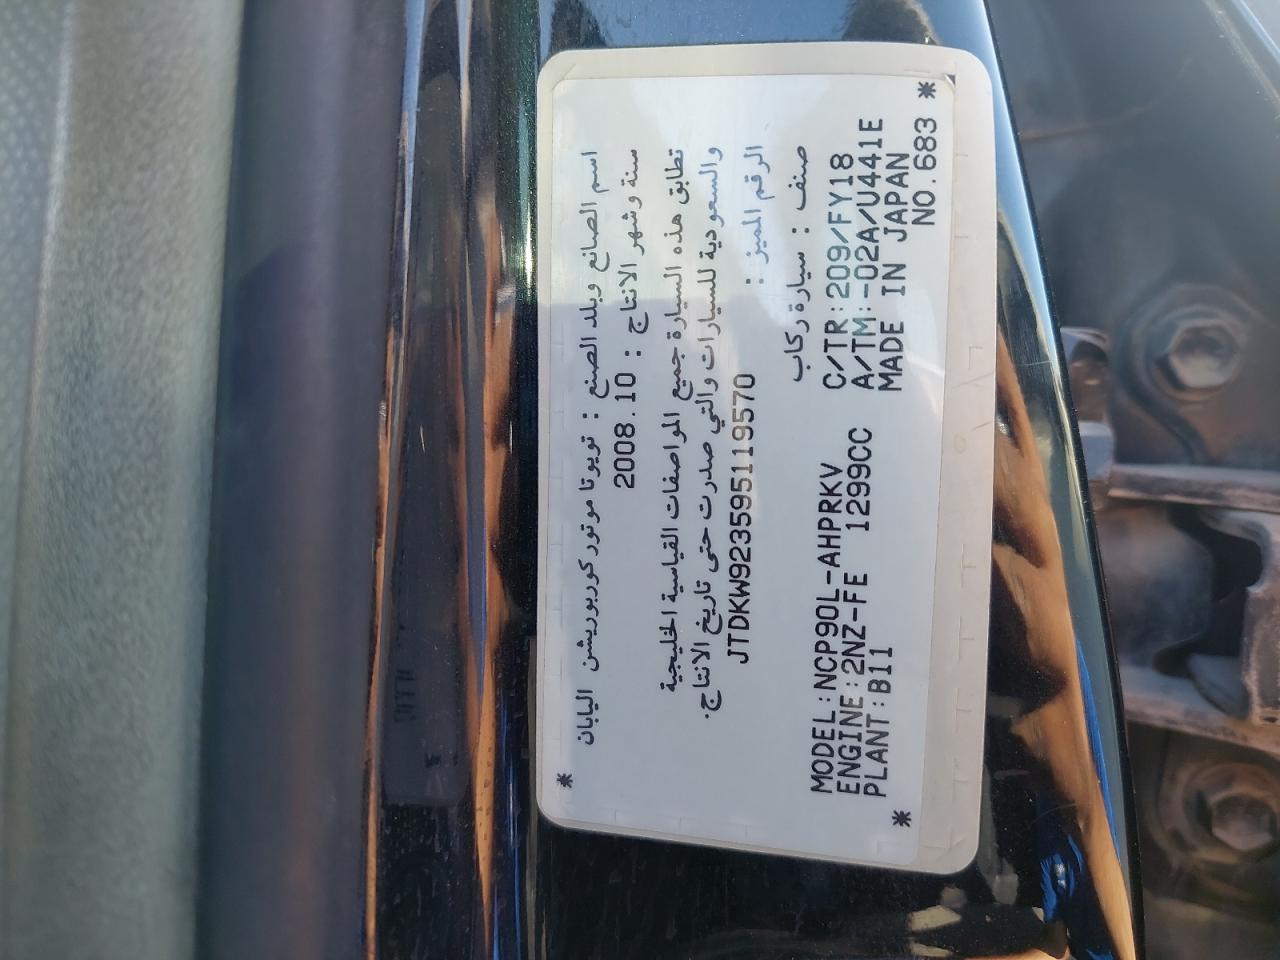 اسم الصانع وبلد الصنع : تويوتا موتور كوربوريشن اليابان
سنة وشهر الانتاج : 2008.10
تطابق هذه السيارة جميع المواصفات القياسية الخليجية
والسعودية للسيارات والتي صدرت حتى تاريخ الانتاج.
الرقم المميز : JTDKW923595119570
صنف : سيارة ركاب
MODEL:NCP90L-AHPRKV C/TR:209/FY18
ENGINE:2NZ-FE 1299CC A/TM:-02A/U441E
PLANT:B11 MADE IN JAPAN
NO.683